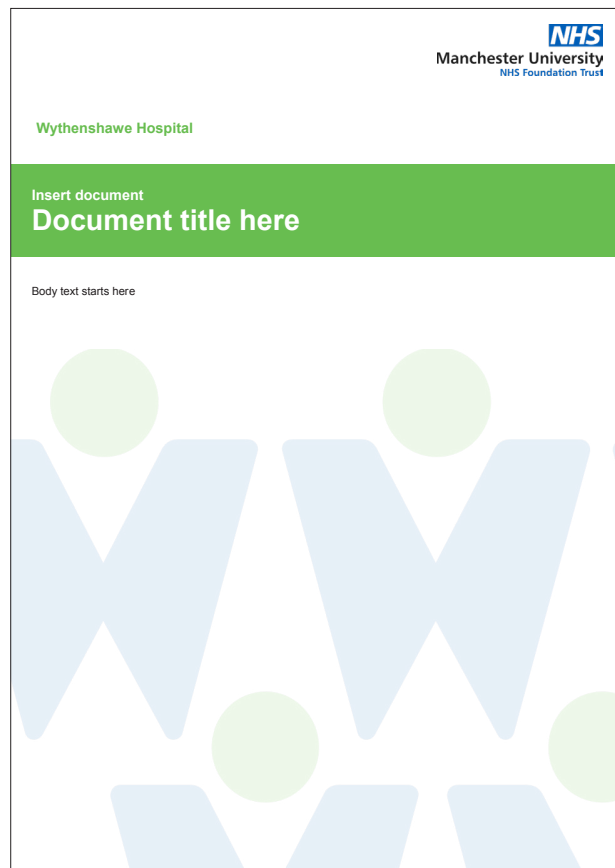 NHS
Manchester University
NHS Foundation Trust
Wythenshawe Hospital
Insert document
Document title here
Body text starts here